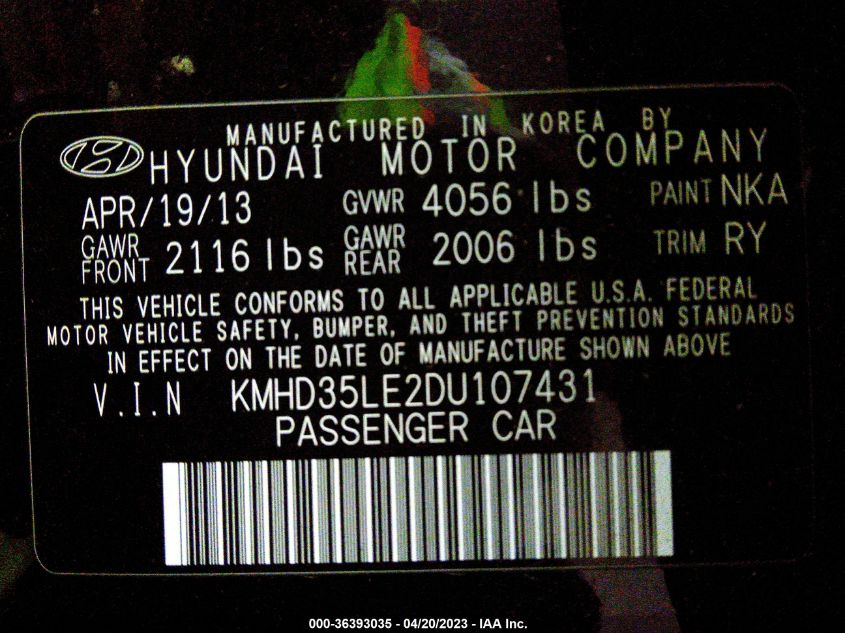 MANUFACTURED IN KOREA BY
HYUNDAI MOTOR COMPANY
APR/19/13 GVWR 4056 lbs PAINT NKA
GAWR FRONT 2116 lbs GAWR REAR 2006 lbs TRIM RY
THIS VEHICLE CONFORMS TO ALL APPLICABLE U.S.A. FEDERAL
MOTOR VEHICLE SAFETY, BUMPER, AND THEFT PREVENTION STANDARDS
IN EFFECT ON THE DATE OF MANUFACTURE SHOWN ABOVE
V.I.N KMHD35LE2DU107431
PASSENGER CAR
000-36393035 - 04/20/2023 - IAA Inc.